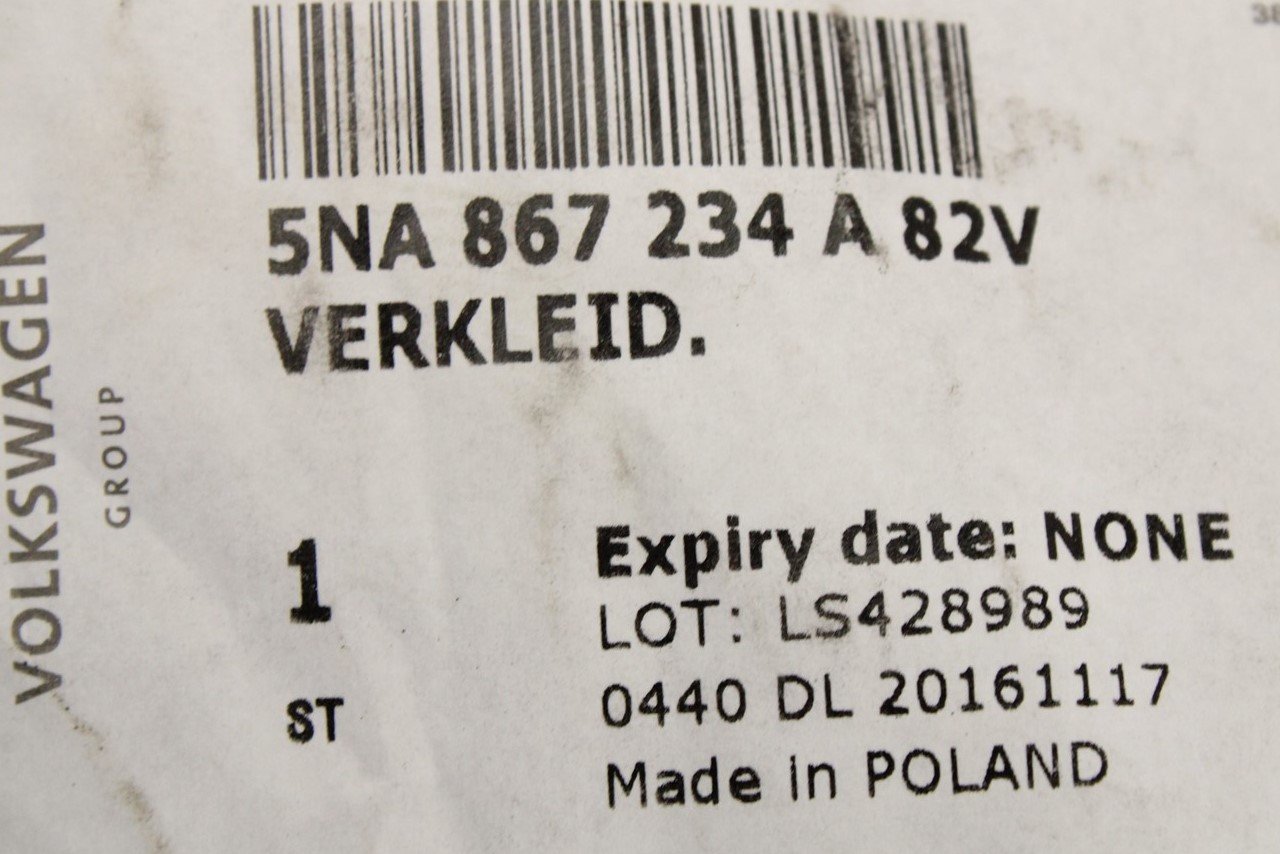 5NA 867 234 A 82V
VERKLEID.
VOLKSWAGEN
GROUP
1
ST
Expiry date: NONE
LOT: LS428989
0440 DL 20161117
Made in POLAND